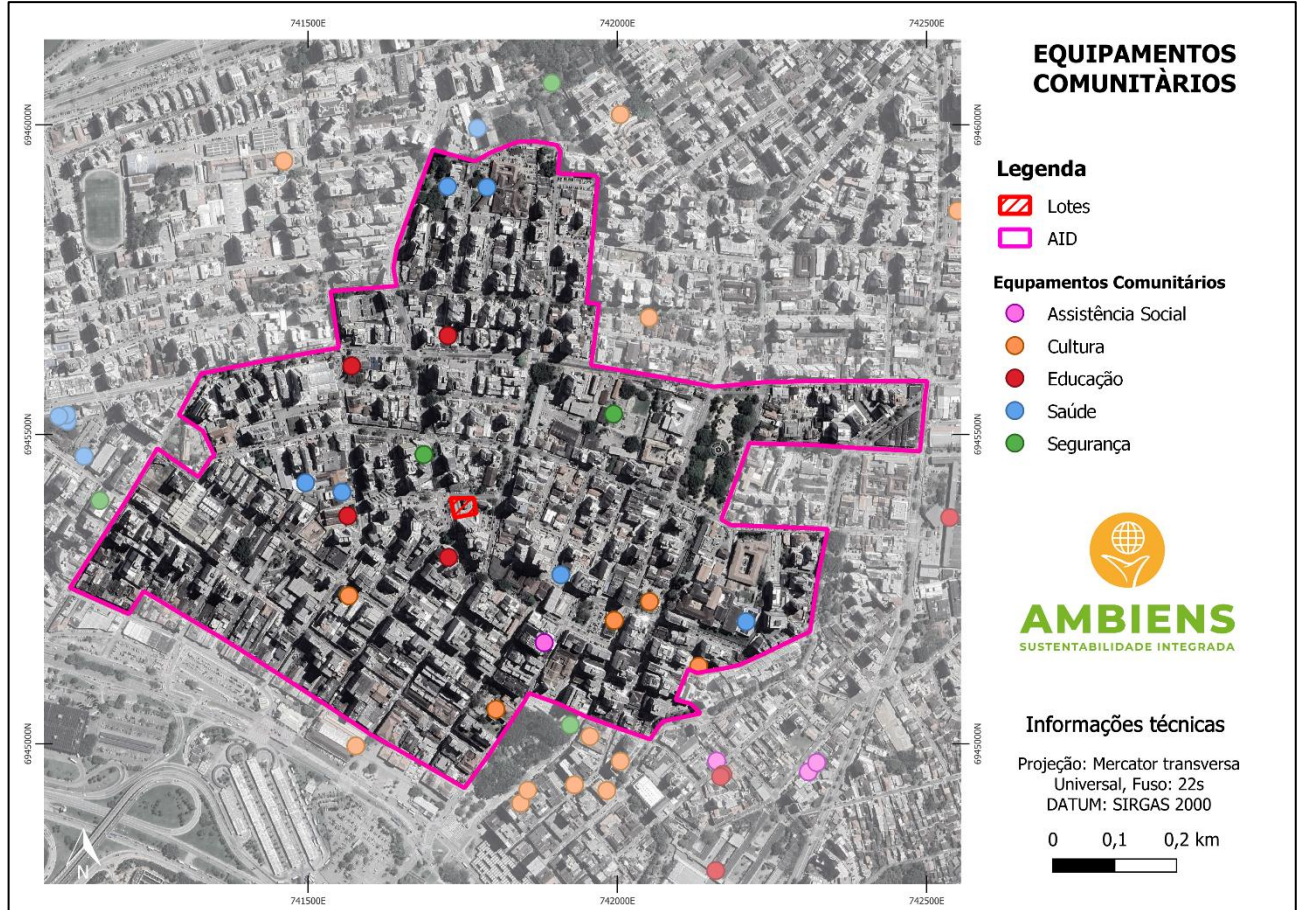 741500E
742000E
742500E
6946000N
6946000N
6945500N
6945500N
6945000N
6945000N
741500E
742000E
742500E
N
EQUIPAMENTOS
COMUNITÀRIOS
Legenda
Lotes
AID
Equpamentos Comunitários
Assistência Social
Cultura
Educação
Saúde
Segurança
AMBIENS
SUSTENTABILIDADE INTEGRADA
Informações técnicas
Projeção: Mercator transversa
Universal, Fuso: 22s
DATUM: SIRGAS 2000
0 0,1 0,2 km